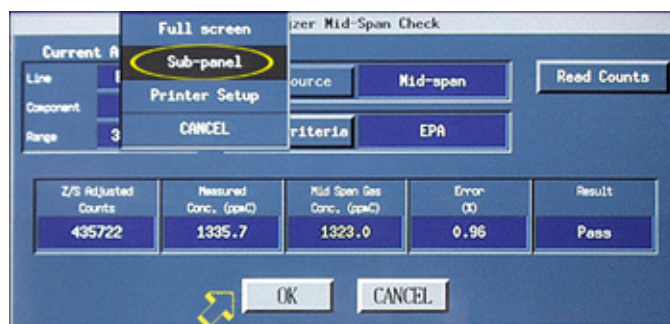 Full screen
Sub-panel
Printer Setup
CANCEL
zer Mid-Span Check
Current A
Line
Component
Range 3
ource Mid-span
riteria EPA
Read Counts
Z/S Adjusted Counts
Measured Conc. (ppmC)
Mid Span Gas Conc. (ppmC)
Error (%)
Result
435722 1335.7 1323.0 0.96 Pass
OK CANCEL